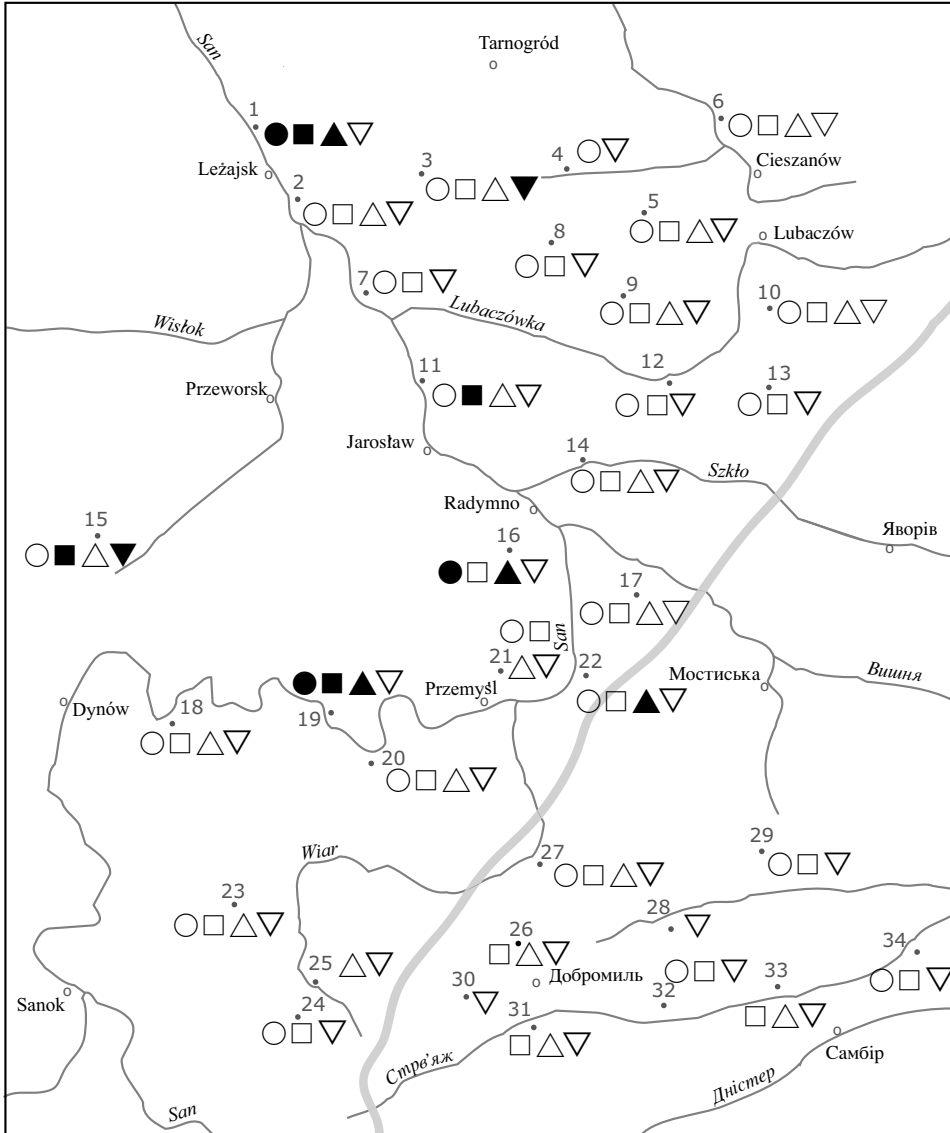 San
Tarnogród
1
6
Leżajsk
3
4
Cieszanów
2
5
8
Lubaczów
7
9
10
Lubaczówka
Wisłok
11
12
13
Przeworsk
Jarosław
14
Szkło
Radymno
15
16
Яворів
17
San
21
22
Мостиська
Вишня
Dynów
18
Przemyśl
19
20
Wiar
27
29
23
28
26
34
25
Добромиль
33
Sanok
30
24
31
32
Самбір
Стрв’яж
Дністер
San